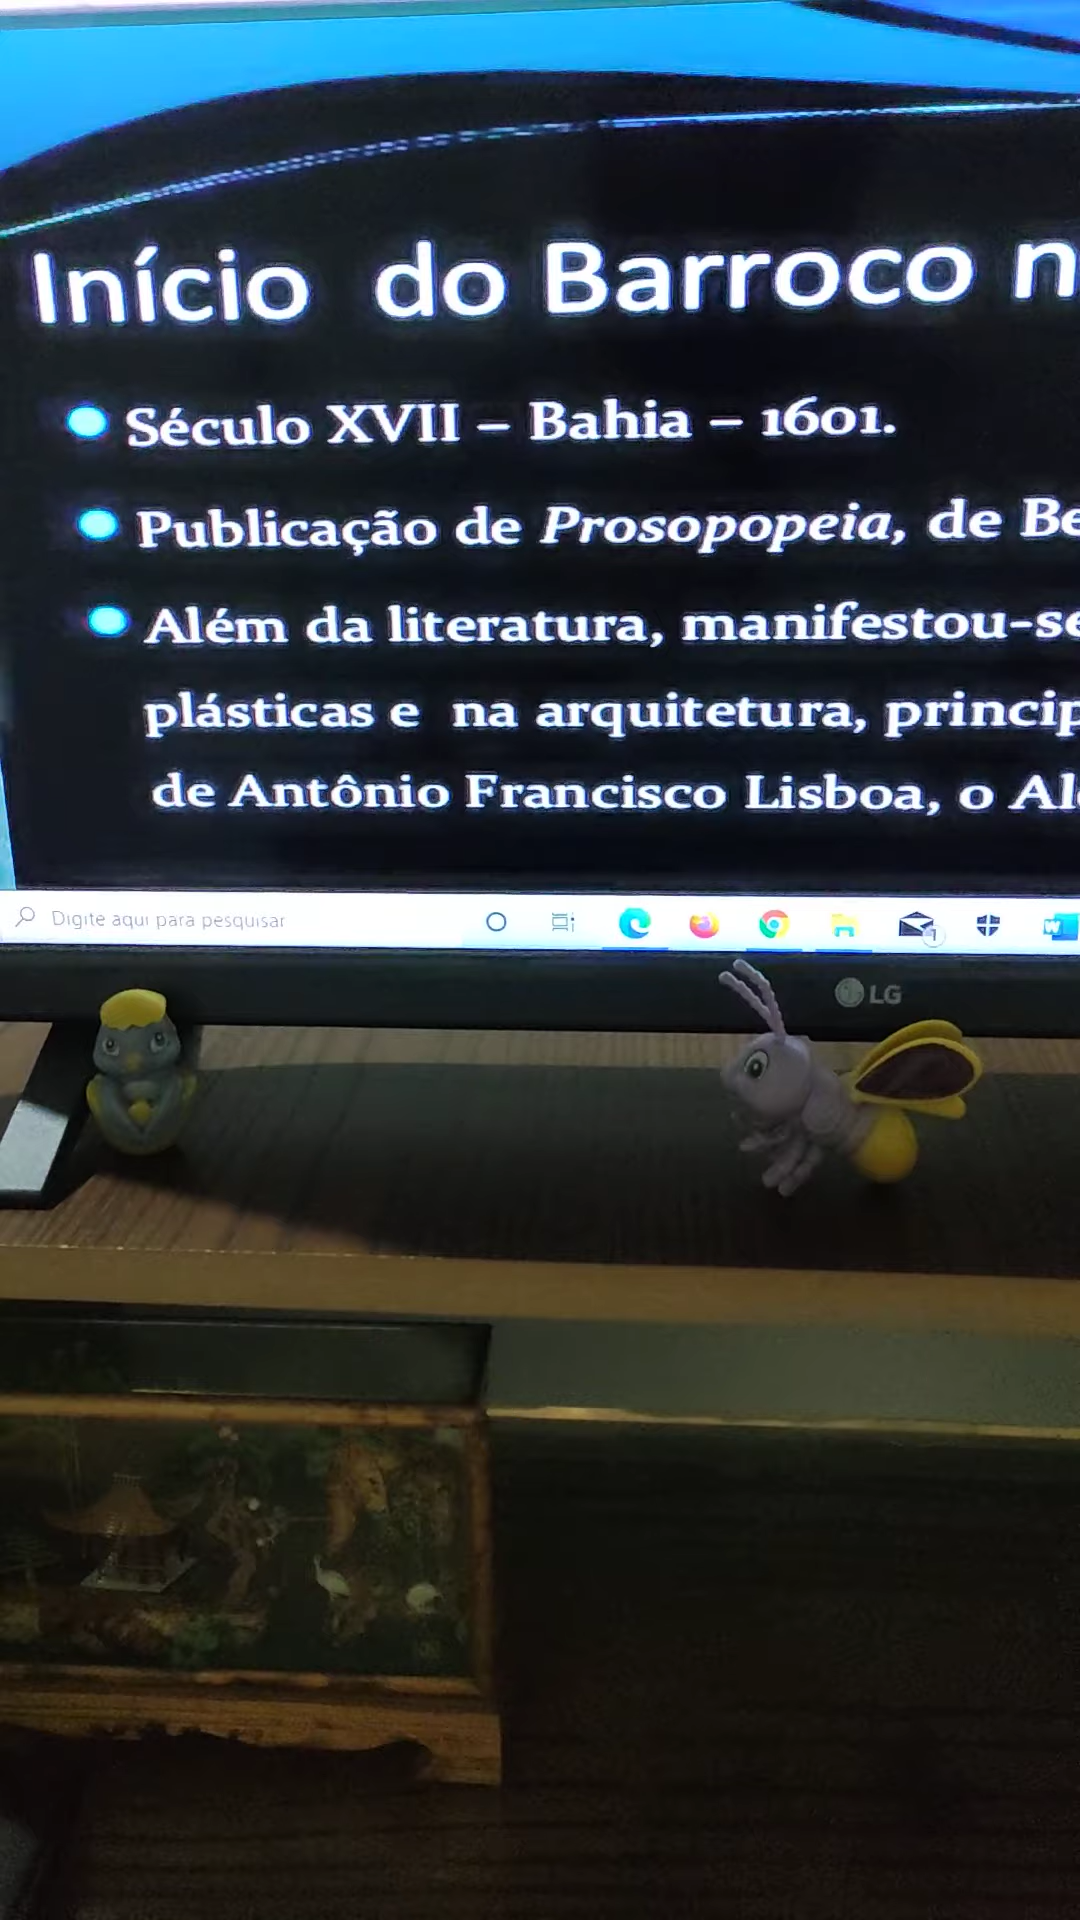 Início do Barroco n
Século XVII – Bahia – 1601.
Publicação de Prosopopeia, de Be
Além da literatura, manifestou-se
plásticas e na arquitetura, princip
de Antônio Francisco Lisboa, o Al
Digite aqui para pesquisar
LG